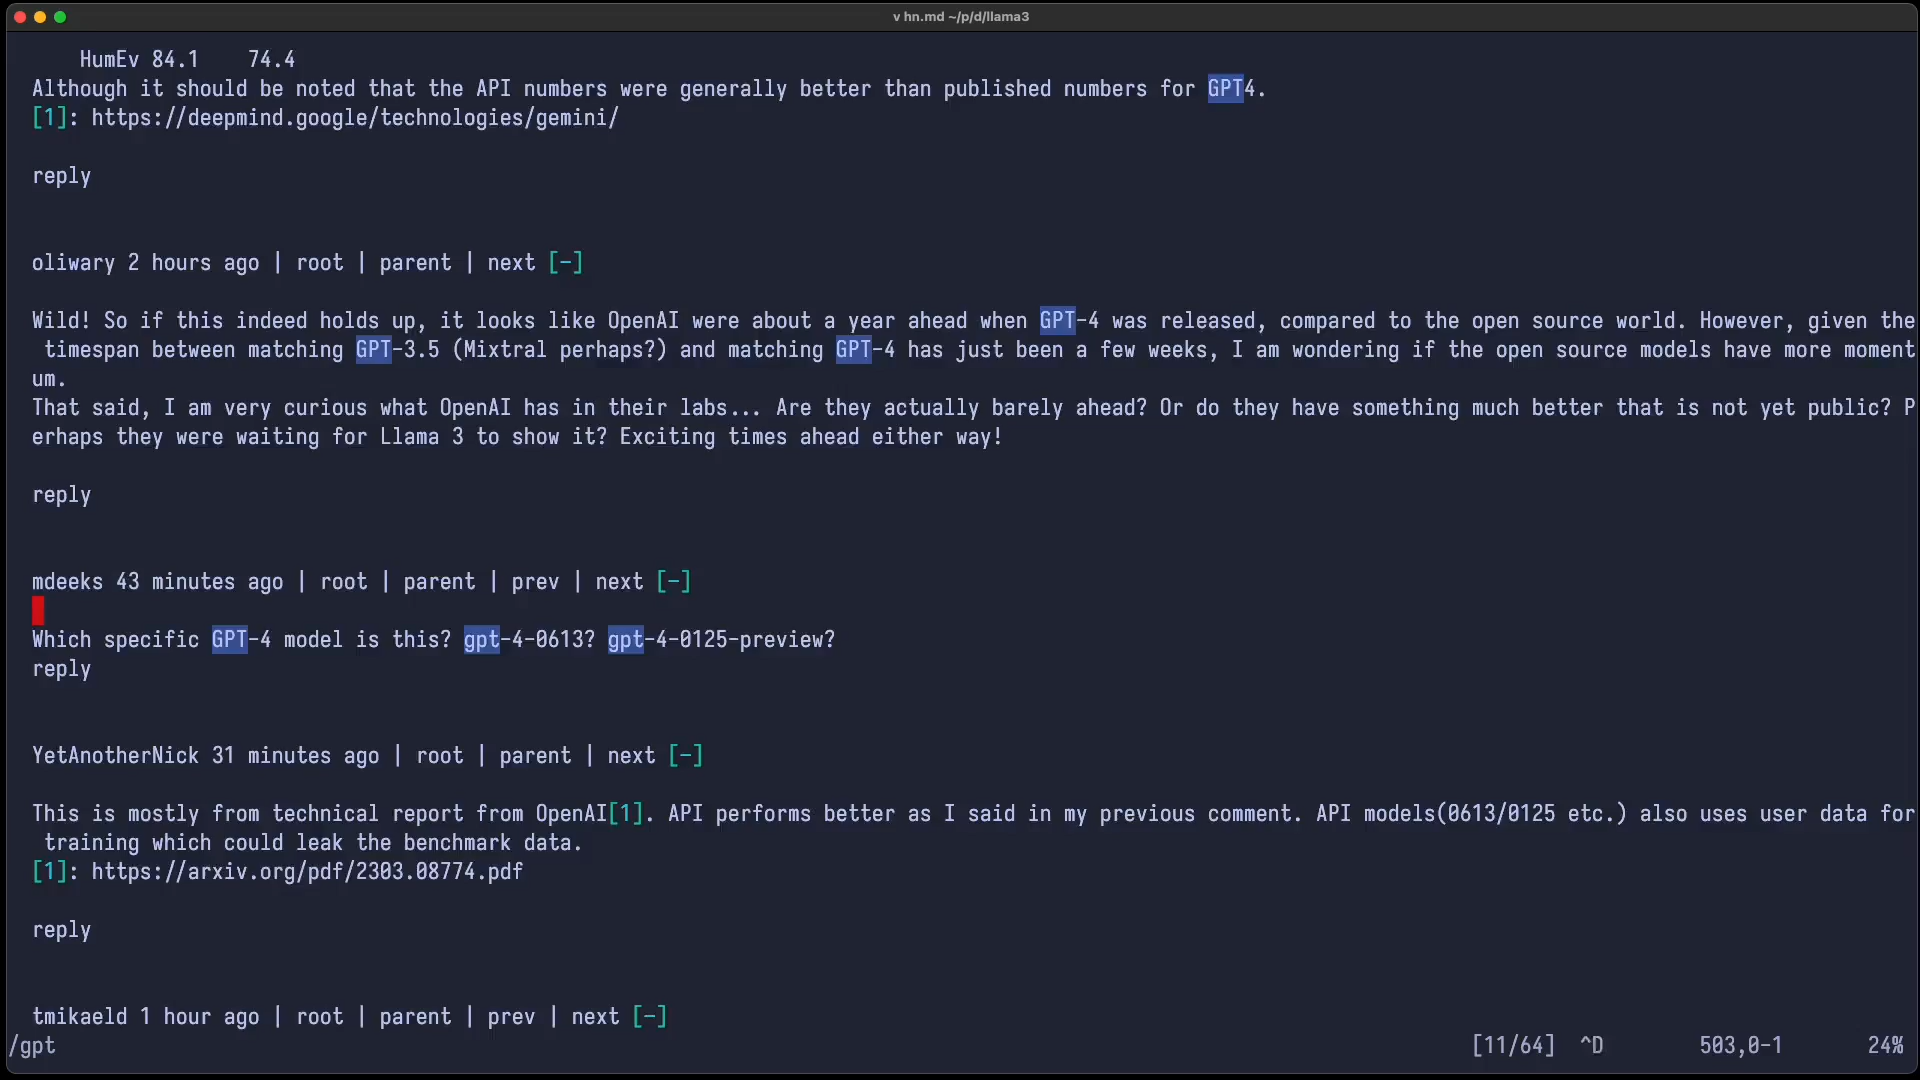 v hn.md ~/p/d/llama3
HumEv 84.1    74.4
Although it should be noted that the API numbers were generally better than published numbers for GPT4.
[1]: https://deepmind.google/technologies/gemini/
reply
oliwary 2 hours ago | root | parent | next [-]
Wild! So if this indeed holds up, it looks like OpenAI were about a year ahead when GPT-4 was released, compared to the open source world. However, given the
timespan between matching GPT-3.5 (Mixtral perhaps?) and matching GPT-4 has just been a few weeks, I am wondering if the open source models have more moment
um.
That said, I am very curious what OpenAI has in their labs... Are they actually barely ahead? Or do they have something much better that is not yet public? P
erhaps they were waiting for Llama 3 to show it? Exciting times ahead either way!
reply
mdeeks 43 minutes ago | root | parent | prev | next [-]
Which specific GPT-4 model is this? gpt-4-0613? gpt-4-0125-preview?
reply
YetAnotherNick 31 minutes ago | root | parent | next [-]
This is mostly from technical report from OpenAI[1]. API performs better as I said in my previous comment. API models(0613/0125 etc.) also uses user data for
training which could leak the benchmark data.
[1]: https://arxiv.org/pdf/2303.08774.pdf
reply
tmikaeld 1 hour ago | root | parent | prev | next [-]
/gpt [11/64] ^D 503,0-1 24%